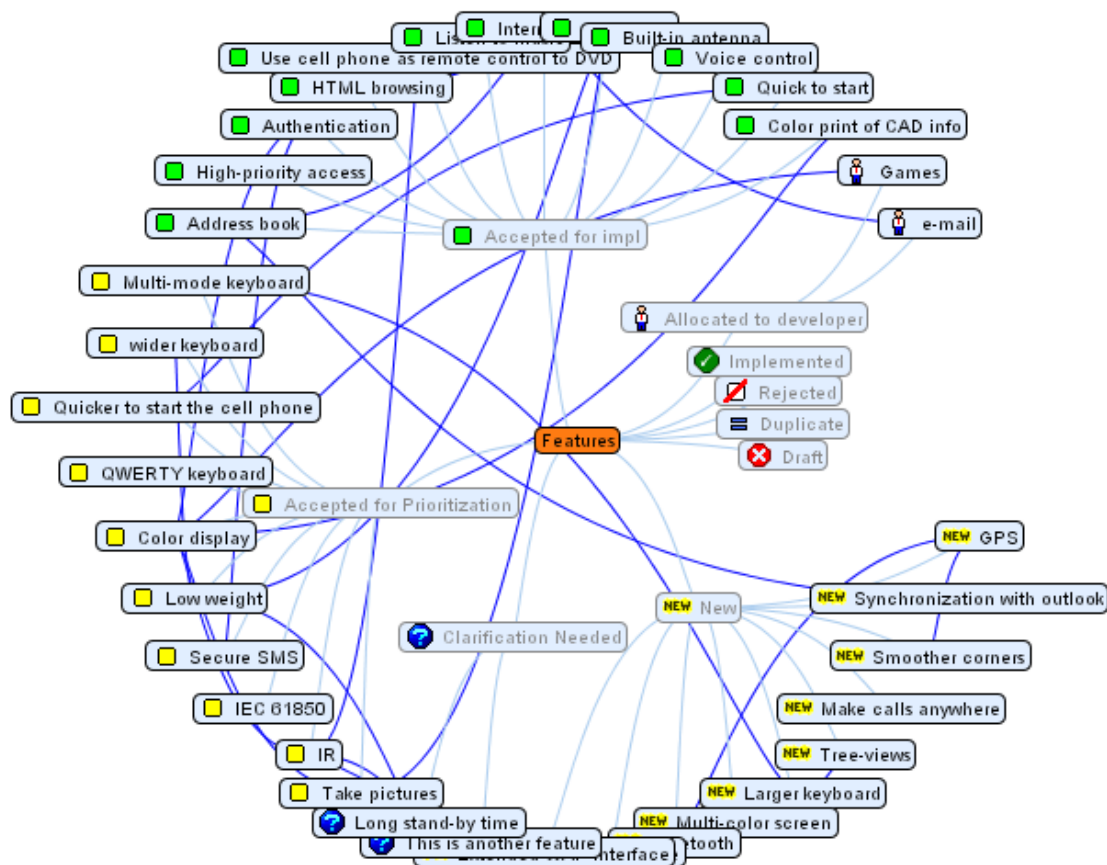 Inter
Listen to music
Built-in antenna
Use cell phone as remote control to DVD
Voice control
HTML browsing
Quick to start
Authentication
Color print of CAD info
High-priority access
Games
Address book
e-mail
Accepted for impl
Multi-mode keyboard
Allocated to developer
wider keyboard
Implemented
Rejected
Quicker to start the cell phone
Duplicate
Features
Draft
QWERTY keyboard
Accepted for Prioritization
Color display
NEW GPS
Low weight
NEW Synchronization with outlook
NEW New
Clarification Needed
Secure SMS
NEW Smoother corners
IEC 61850
NEW Make calls anywhere
IR
NEW Tree-views
Take pictures
NEW Larger keyboard
Long stand-by time
NEW Multi-color screen
This is another feature
etooth
interface